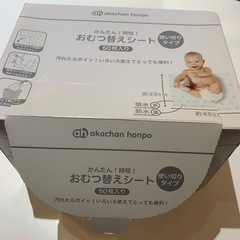 akachan honpo
かんたん！時短！
おむつ替えシート
使い切り
タイプ
50枚入り
汚れたらポイッ！いろいろ使えてとっても便利！
吸水
防水
akachan honpo
かんたん！時短！
おむつ替えシート
使い切り
タイプ
50枚入り
汚れたらポイッ！いろいろ使えてとっても便利！